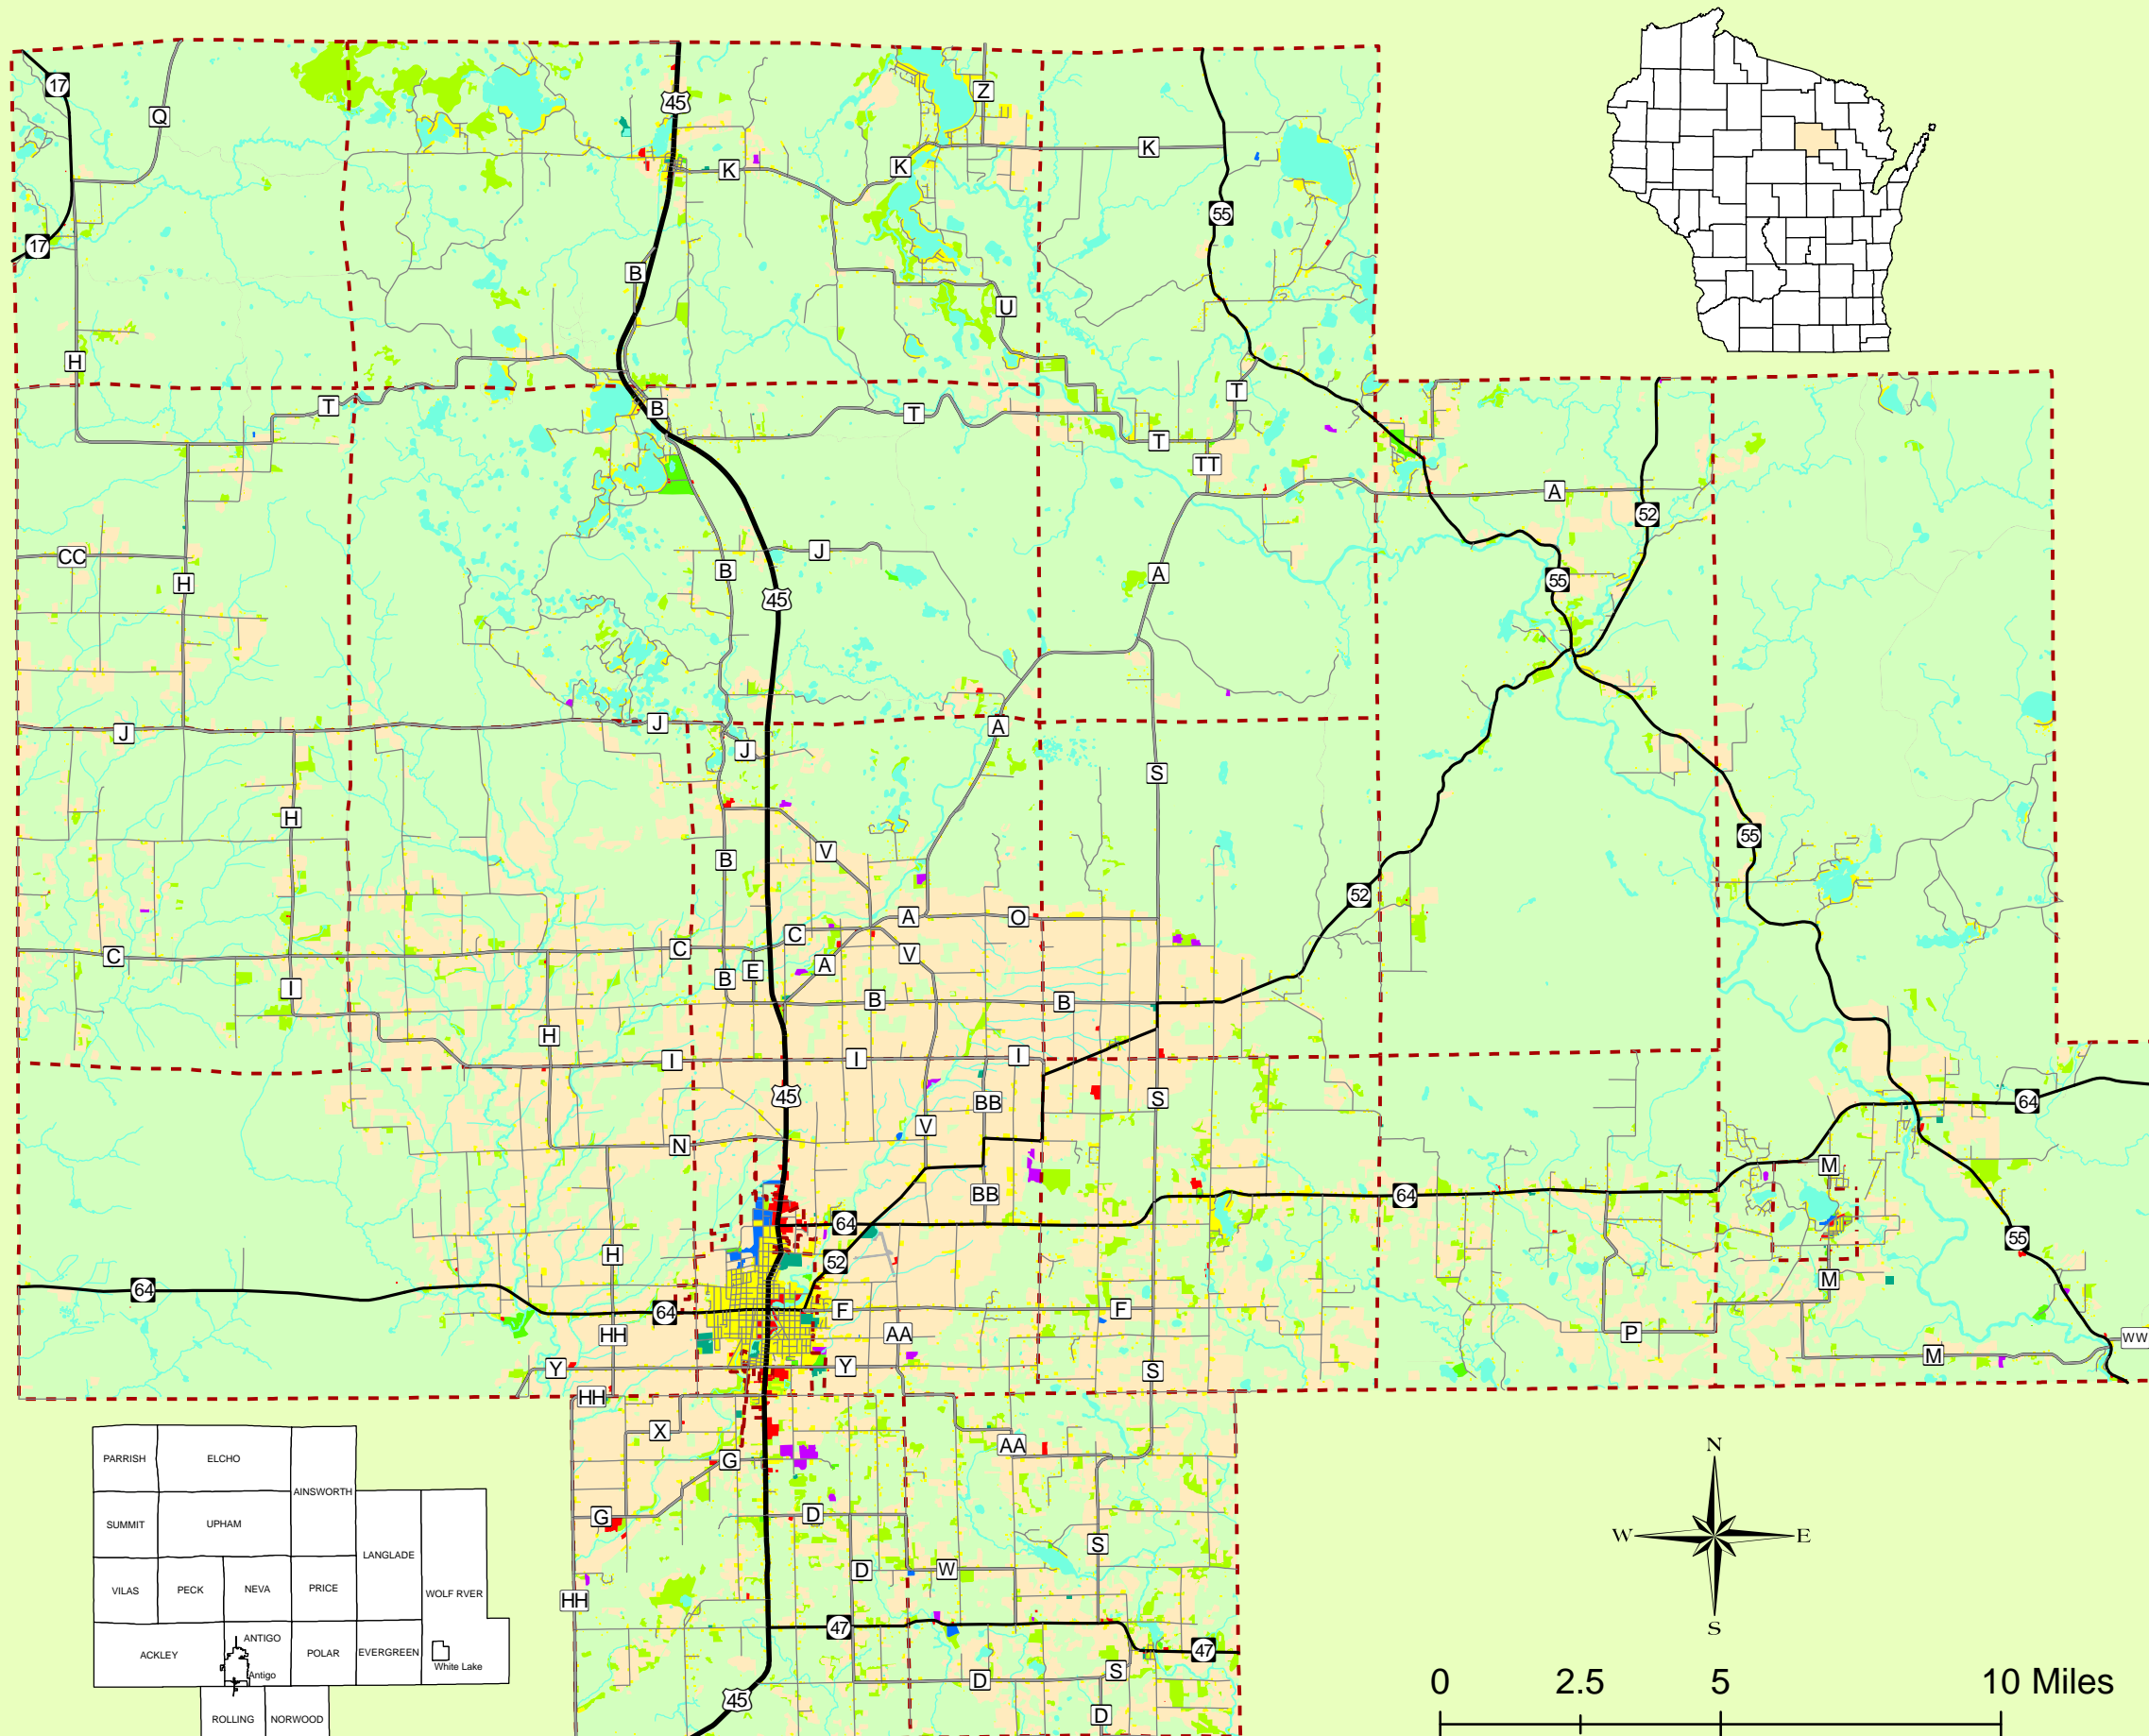 17
Q
45
Z
K
K
K
17
55
B
U
H
T
B
T
T
T
TT
A
52
CC
H
B
J
45
A
55
J
J
J
A
S
H
B
V
55
52
A
O
C
C
C
A
V
B
E
I
B
B
H
I
I
I
45
BB
S
64
V
N
M
BB
64
64
H
52
55
M
64
64
F
F
HH
AA
P
WW
Y
Y
S
M
HH
X
AA
G
G
D
S
D
W
HH
47
47
S
D
45
D
PARRISH
ELCHO
AINSWORTH
SUMMIT
UPHAM
LANGLADE
VILAS
PECK
NEVA
PRICE
WOLF RVER
ANTIGO
ACKLEY
POLAR
EVERGREEN
White Lake
Antigo
ROLLING
NORWOOD
N
W
E
S
0 2.5 5 10 Miles